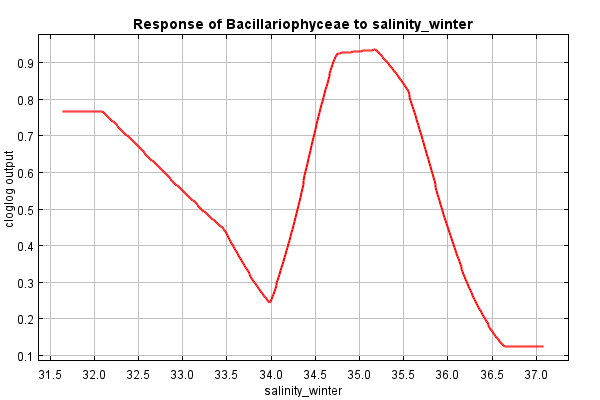 Response of Bacillariophyceae to salinity_winter
cloglog output
0.9
0.8
0.7
0.6
0.5
0.4
0.3
0.2
0.1
31.5 32.0 32.5 33.0 33.5 34.0 34.5 35.0 35.5 36.0 36.5 37.0
salinity_winter